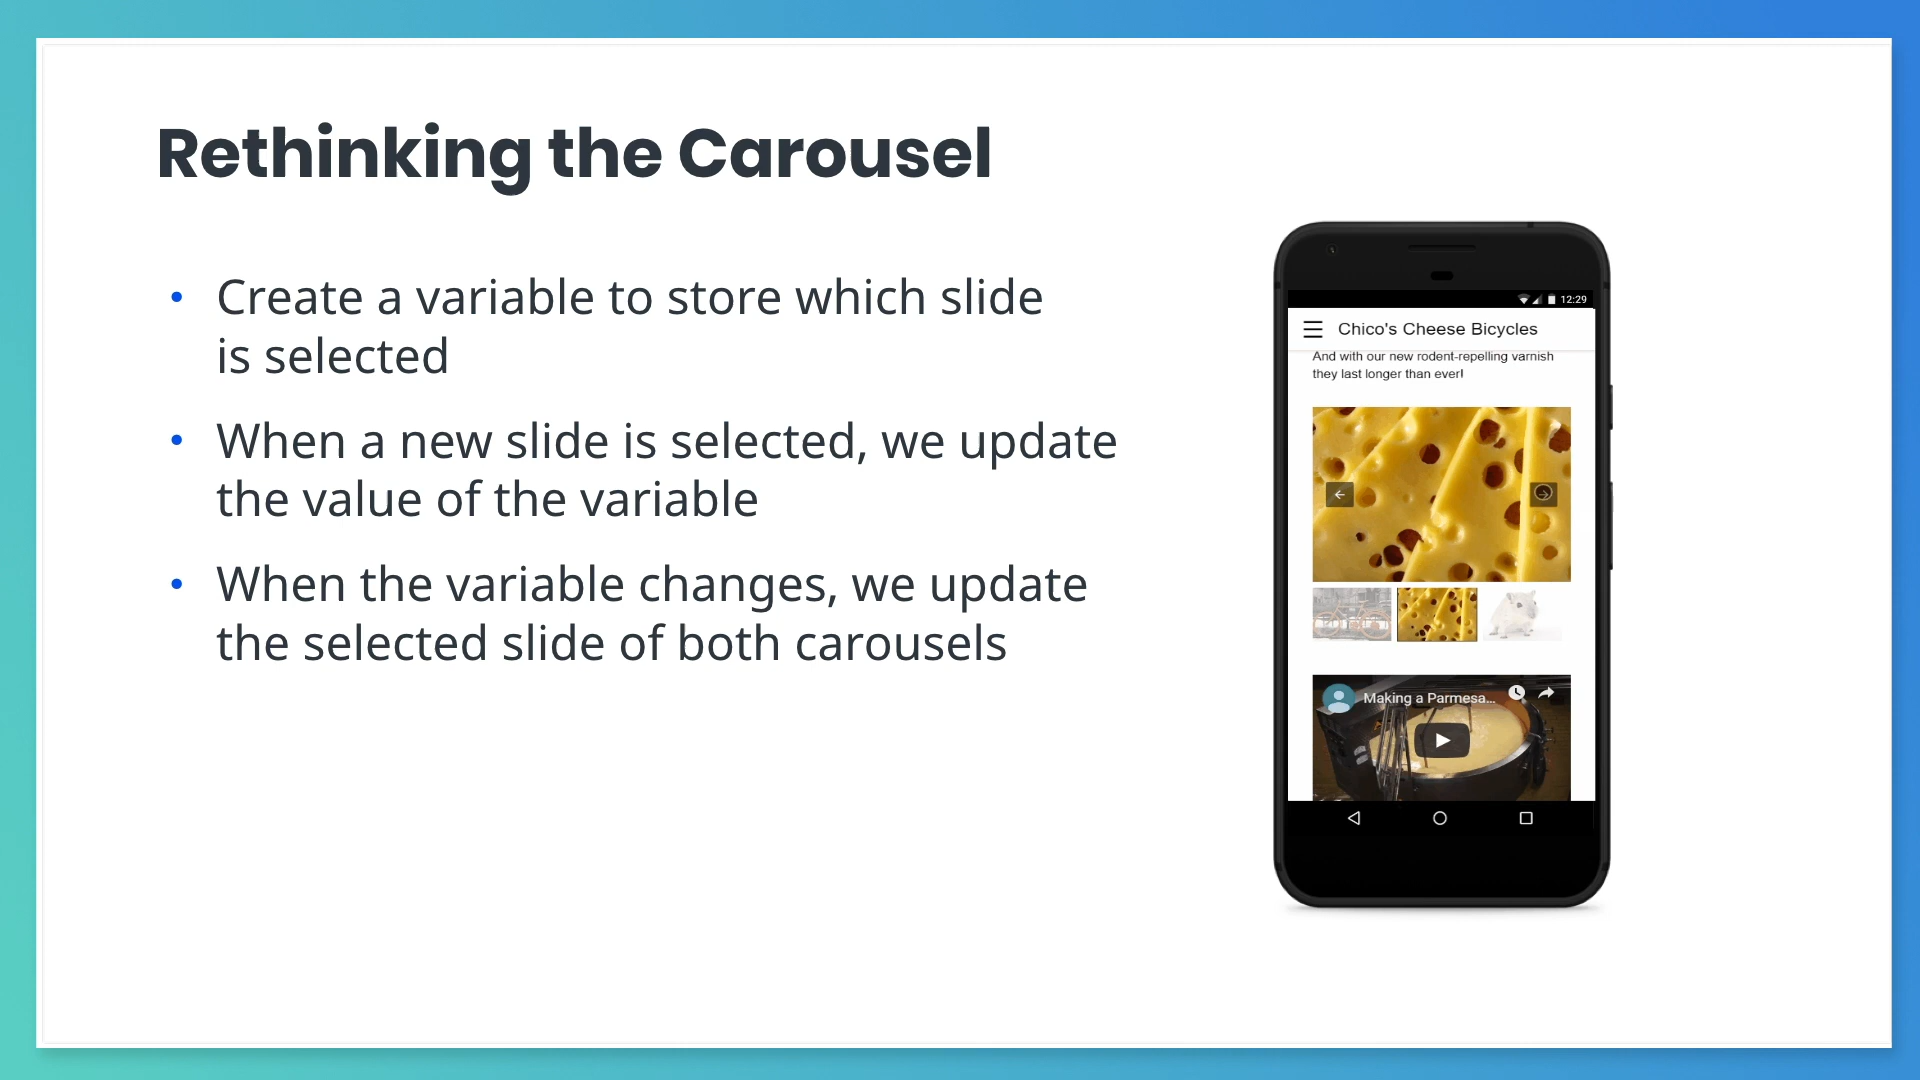 Rethinking the Carousel
• Create a variable to store which slide
is selected
• When a new slide is selected, we update
the value of the variable
• When the variable changes, we update
the selected slide of both carousels
12:29
Chico's Cheese Bicycles
And with our new rodent-repelling varnish
they last longer than ever!
Making a Parmesa...